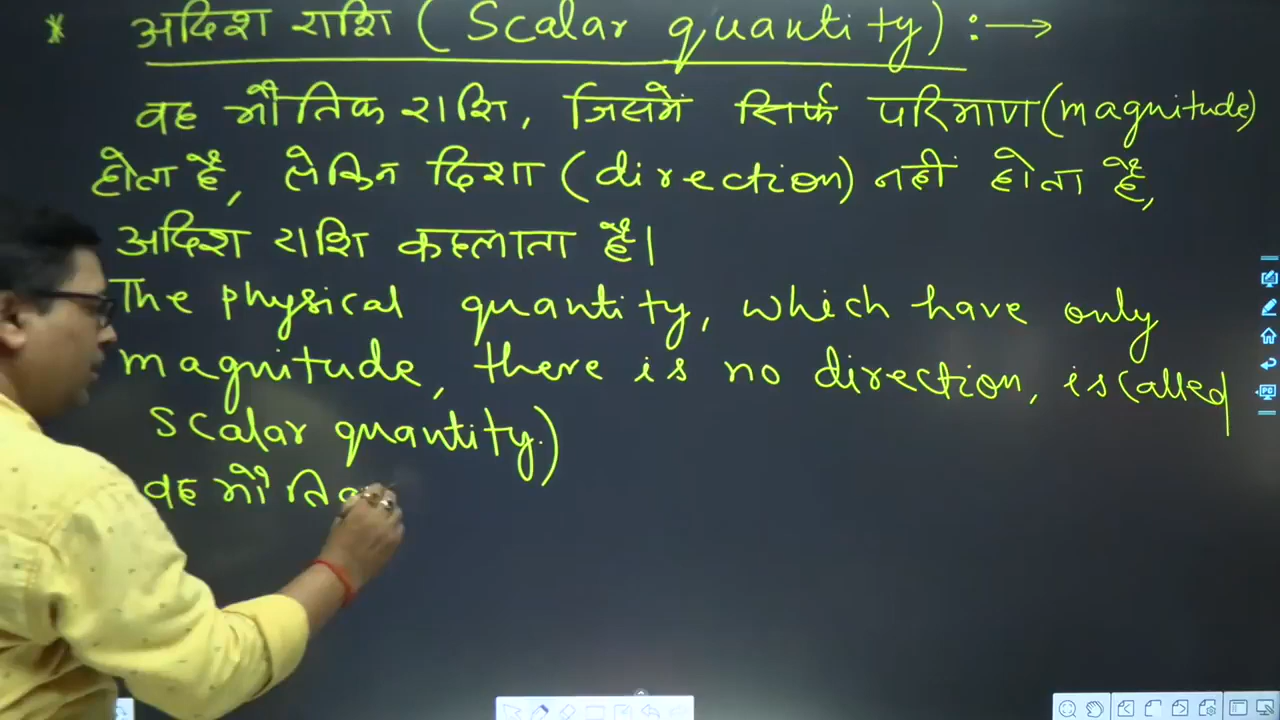 * अदिश राशि ( Scalar quantity) :→
वह भौतिक राशि, जिसमें सिर्फ परिमाण (magnitude)
होता है, लेकिन दिशा (direction) नहीं होता है,
अदिश राशि कहलाता है।
The physical quantity, which have only
magnitude, there is no direction, is called
scalar quantity.)
वह भौति